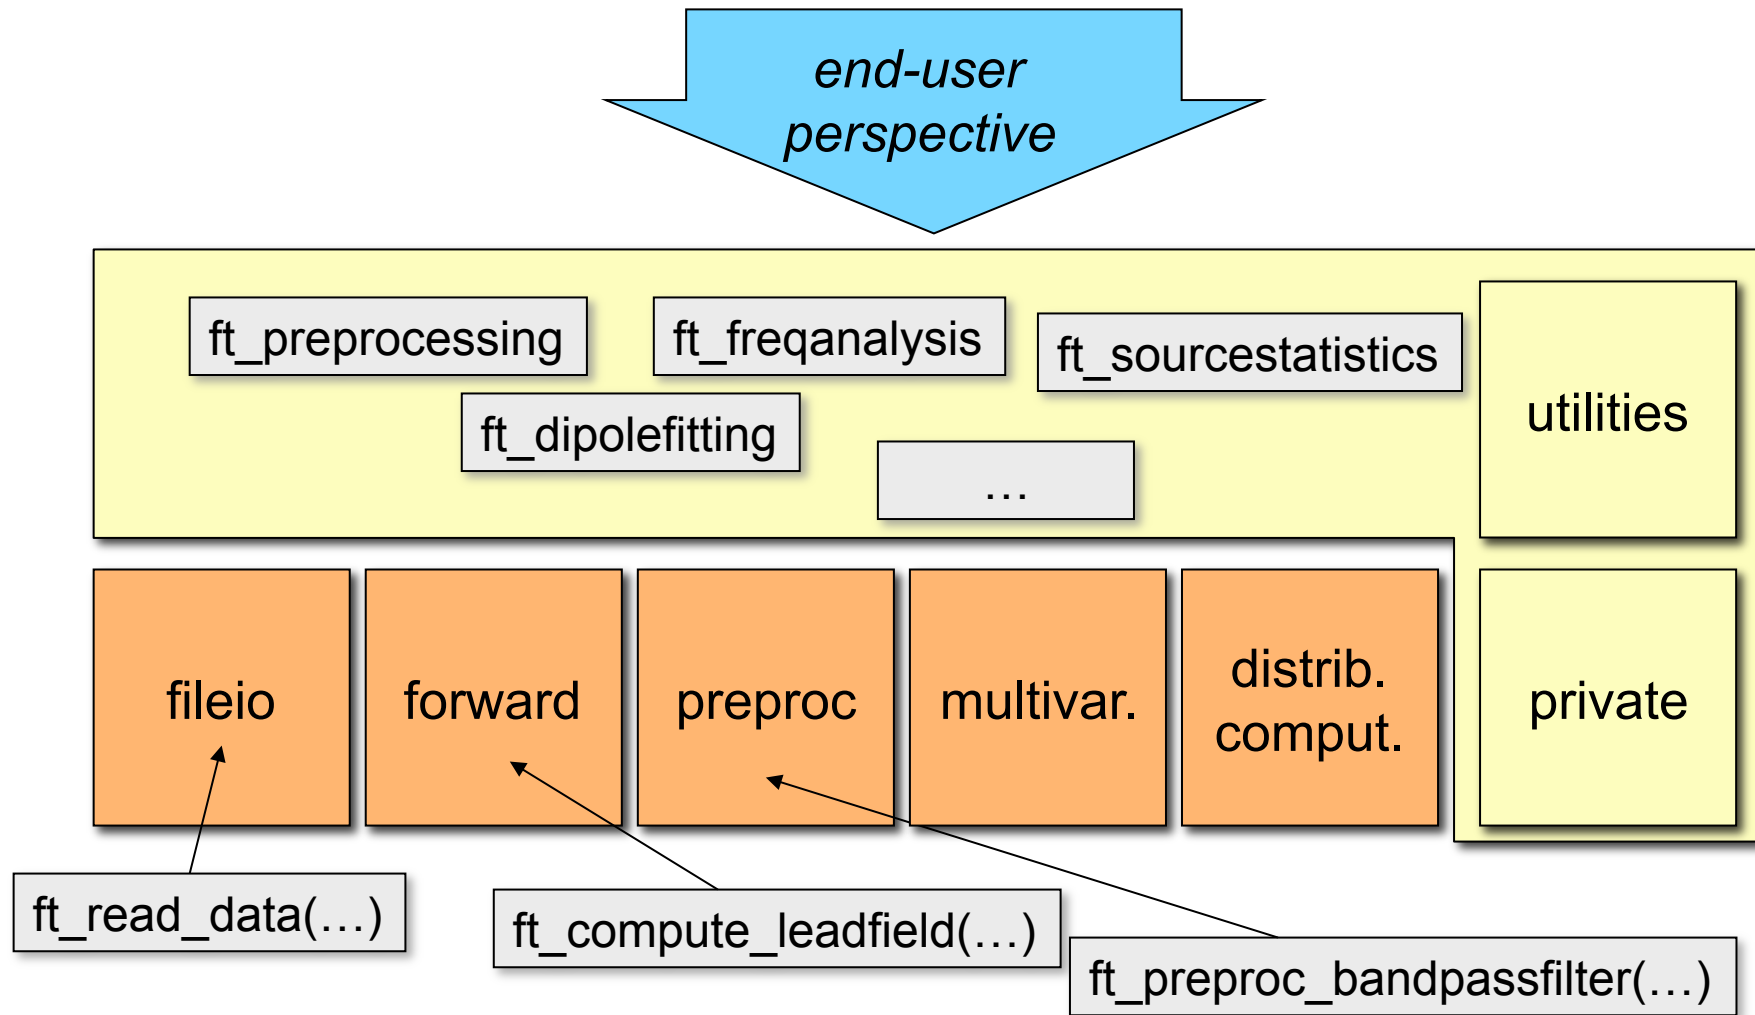 end-user
perspective
ft_preprocessing
ft_freqanalysis
ft_sourcestatistics
ft_dipolefitting
…
utilities
fileio
forward
preproc
multivar.
distrib.
comput.
private
ft_read_data(…)
ft_compute_leadfield(…)
ft_preproc_bandpassfilter(…)